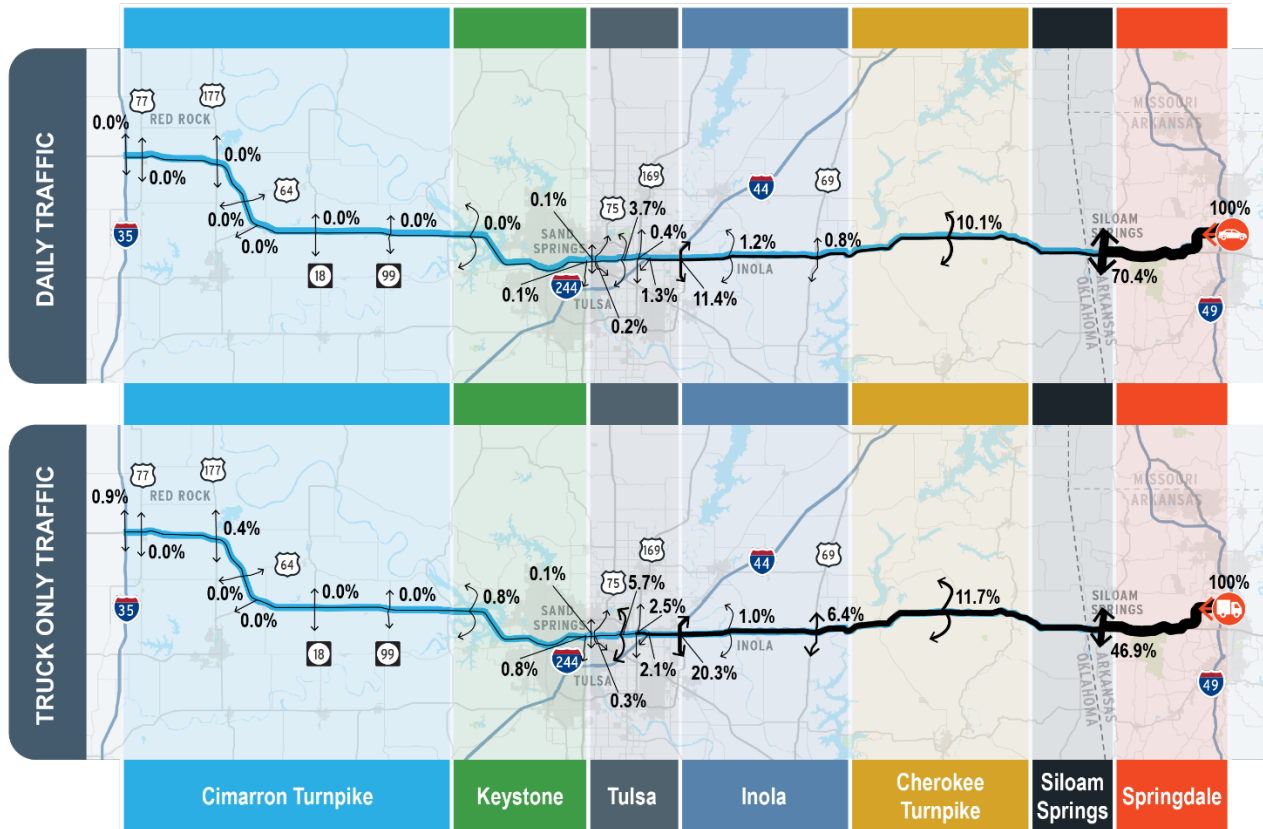 DAILY TRAFFIC
77
177
RED ROCK
0.0%
0.0%
0.0%
64
0.0%
0.0%
0.0%
0.0%
35
18
99
0.0%
SAND
SPRINGS
0.1%
75
169
3.7%
0.4%
244
TULSA
0.1%
0.2%
1.3%
11.4%
44
1.2%
INOLA
69
0.8%
10.1%
MISSOURI
ARKANSAS
SILOAM
SPRINGS
ARKANSAS
OKLAHOMA
70.4%
100%
49
TRUCK ONLY TRAFFIC
77
177
RED ROCK
0.9%
0.0%
0.4%
64
0.0%
0.0%
0.0%
0.0%
35
18
99
0.8%
SAND
SPRINGS
0.1%
75
169
5.7%
2.5%
244
TULSA
0.8%
0.3%
2.1%
20.3%
44
1.0%
INOLA
69
6.4%
11.7%
MISSOURI
ARKANSAS
SILOAM
SPRINGS
ARKANSAS
OKLAHOMA
46.9%
100%
49
Cimarron Turnpike
Keystone
Tulsa
Inola
Cherokee
Turnpike
Siloam
Springs
Springdale